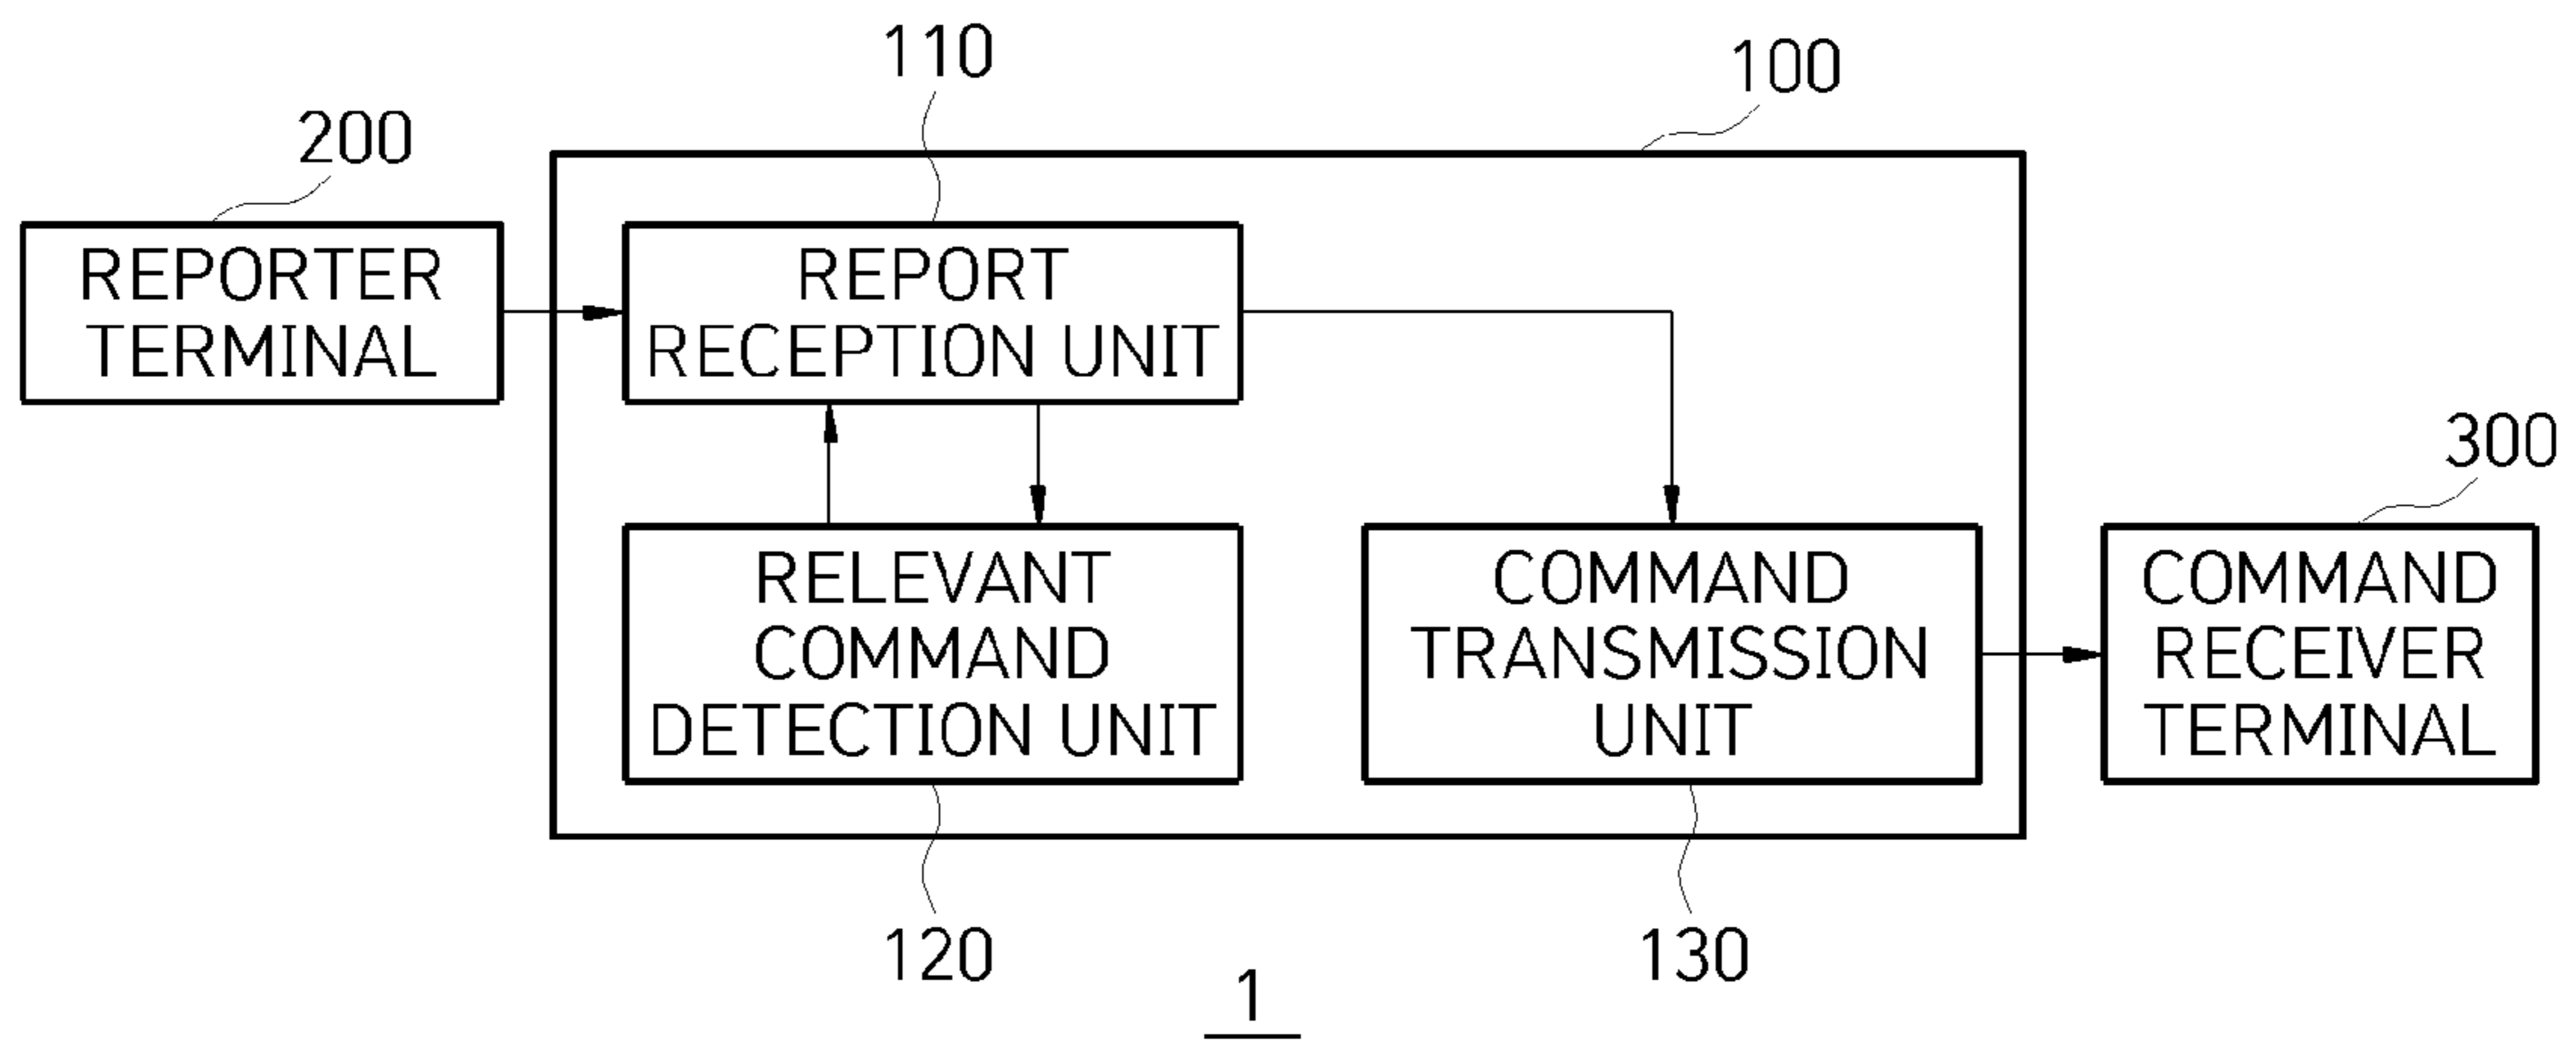 110
100
200
REPORTER
TERMINAL
REPORT
RECEPTION UNIT
300
RELEVANT
COMMAND
DETECTION UNIT
COMMAND
TRANSMISSION
UNIT
COMMAND
RECEIVER
TERMINAL
120
130
1